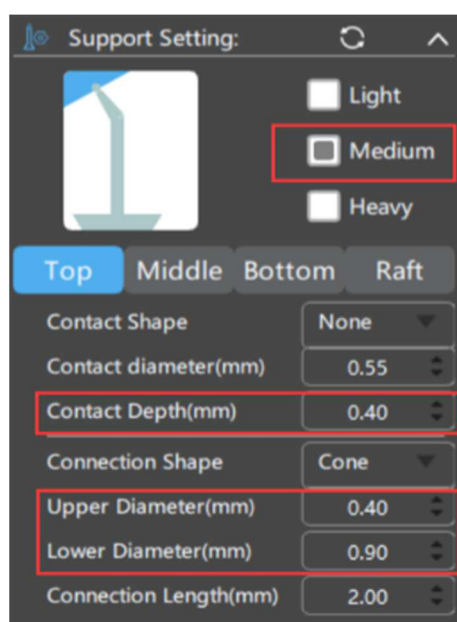 Support Setting:
Light
Medium
Heavy
Top Middle Bottom Raft
Contact Shape None
Contact diameter(mm) 0.55
Contact Depth(mm) 0.40
Connection Shape Cone
Upper Diameter(mm) 0.40
Lower Diameter(mm) 0.90
Connection Length(mm) 2.00